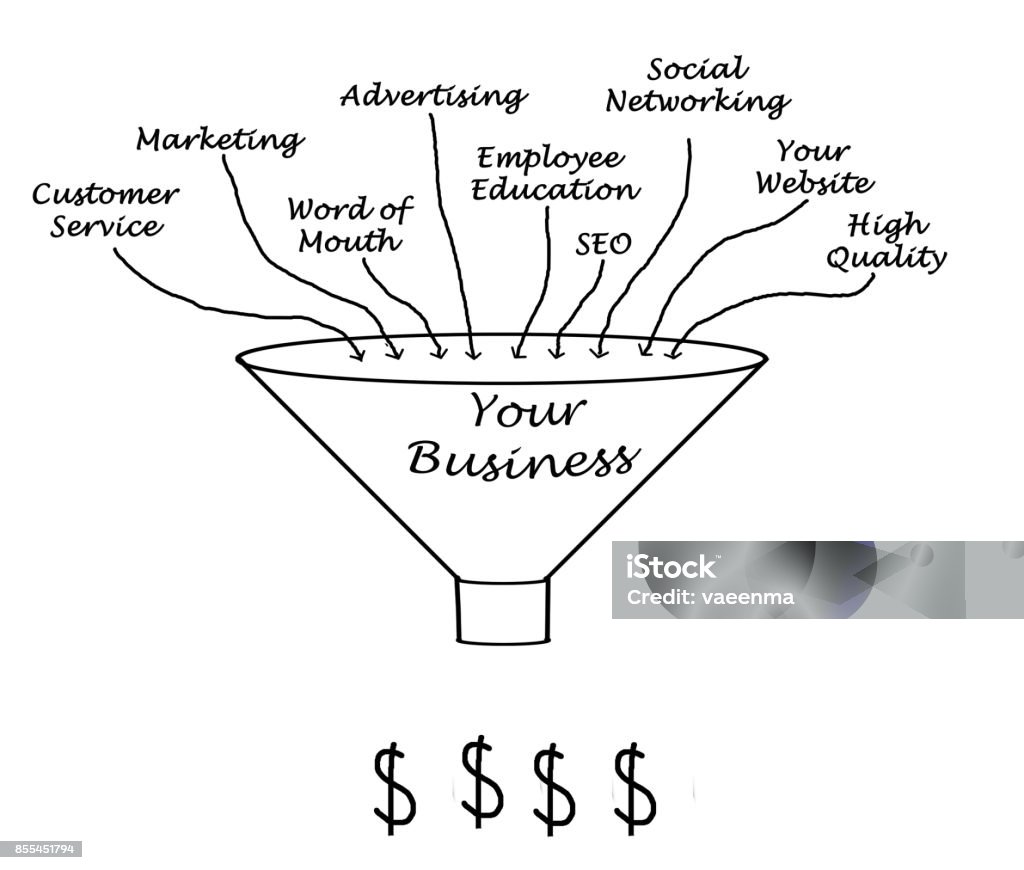 Social
Networking
Advertising
Marketing
Employee
Education
Your
Website
Customer
Service
Word of
Mouth
SEO
High
Quality
Your
Business
iStock™
Credit: vaeenma
$ $ $ $
855451794